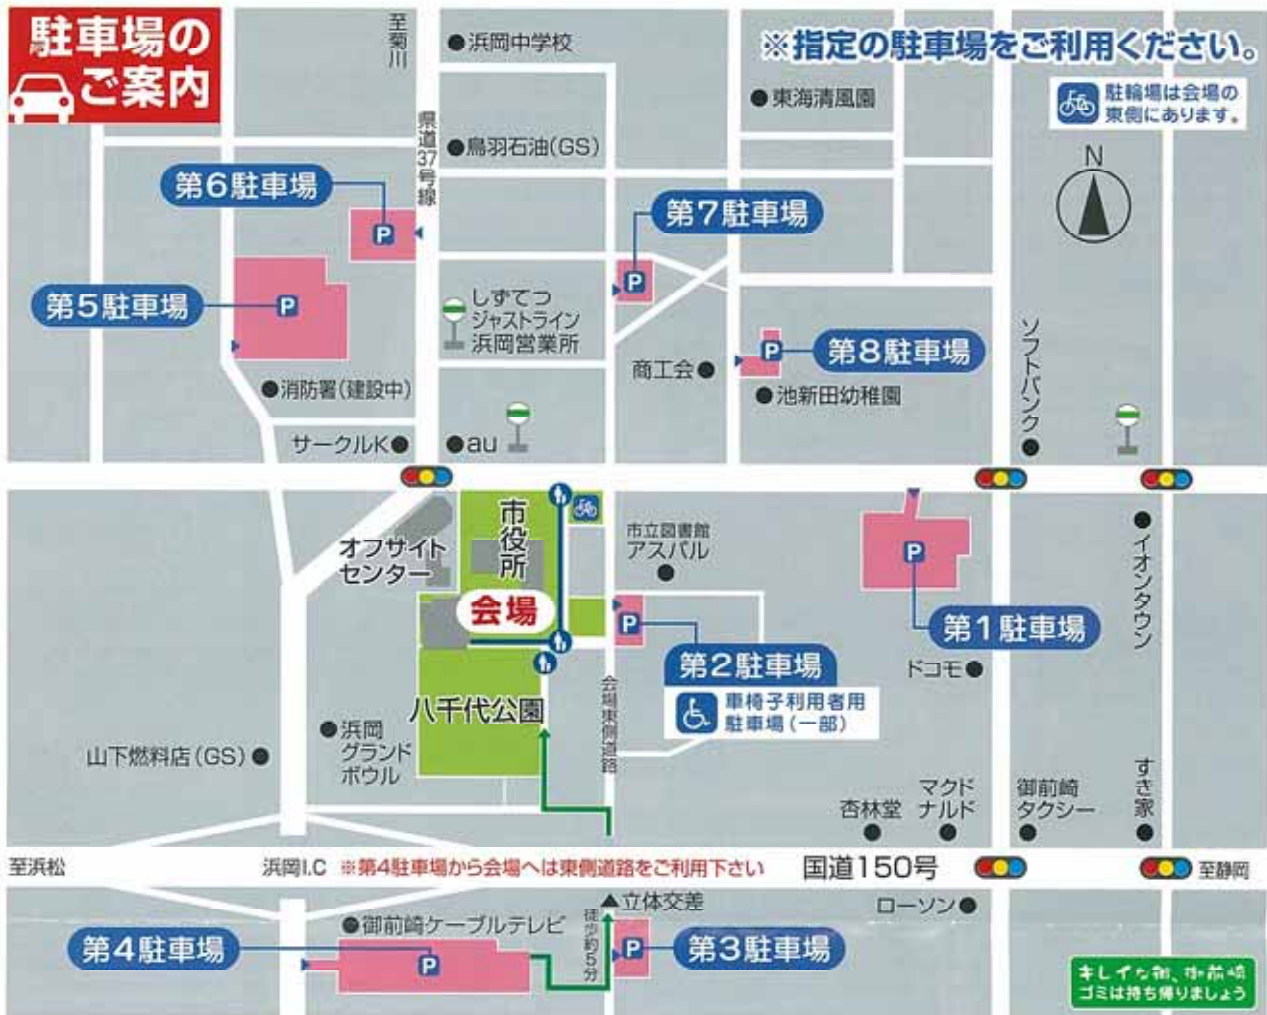 駐車場の
ご案内
至菊川
浜岡中学校
※指定の駐車場をご利用ください。
東海清風園
駐輪場は会場の
東側にあります。
県道37号線
鳥羽石油(GS)
N
第6駐車場
P
第7駐車場
P
第5駐車場
P
しずてつ
ジャストライン
浜岡営業所
第8駐車場
P
商工会
池新田幼稚園
ソフトバンク
消防署(建設中)
サークルK
au
市役所
オフサイト
センター
市立図書館
アスパル
P
イオンタウン
会場
P
第1駐車場
第2駐車場
車椅子利用者用
駐車場(一部)
ドコモ
会場東側道路
八千代公園
浜岡
グランド
ボウル
山下燃料店(GS)
杏林堂
マクド
ナルド
御前崎
タクシー
すき家
至浜松
浜岡I.C
※第4駐車場から会場へは東側道路をご利用下さい
国道150号
至静岡
▲立体交差
ローソン
御前崎ケーブルテレビ
徒歩約5分
第4駐車場
P
P
第3駐車場
キレイな街、御前崎
ゴミは持ち帰りましょう